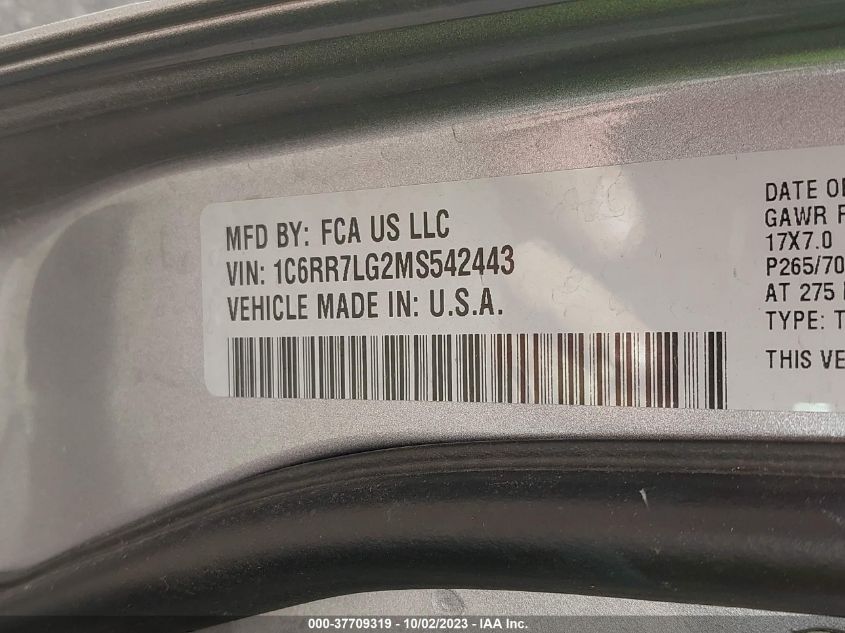 MFD BY: FCA US LLC
VIN: 1C6RR7LG2MS542443
VEHICLE MADE IN: U.S.A.
DATE O
GAWR F
17X7.0
P265/70
AT 275
TYPE: T
THIS VE
000-37709319 - 10/02/2023 - IAA Inc.